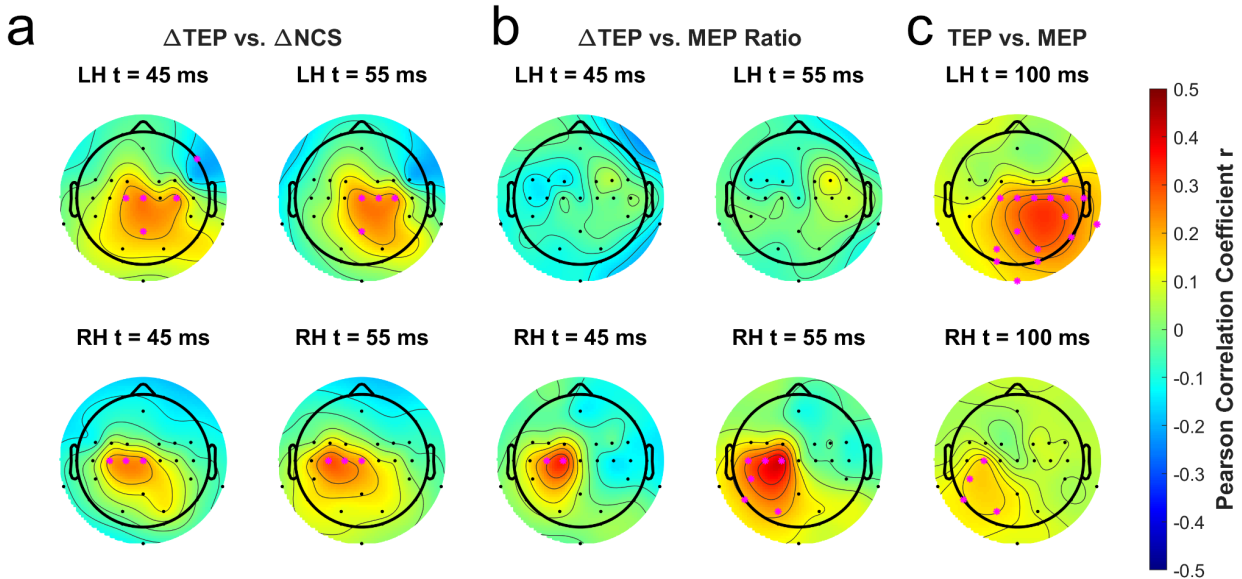 a
ΔTEP vs. ΔNCS
b
ΔTEP vs. MEP Ratio
c
TEP vs. MEP
LH t = 45 ms
LH t = 55 ms
LH t = 45 ms
LH t = 55 ms
LH t = 100 ms
RH t = 45 ms
RH t = 55 ms
RH t = 45 ms
RH t = 55 ms
RH t = 100 ms
0.5
0.4
0.3
0.2
0.1
0
-0.1
-0.2
-0.3
-0.4
-0.5
Pearson Correlation Coefficient r